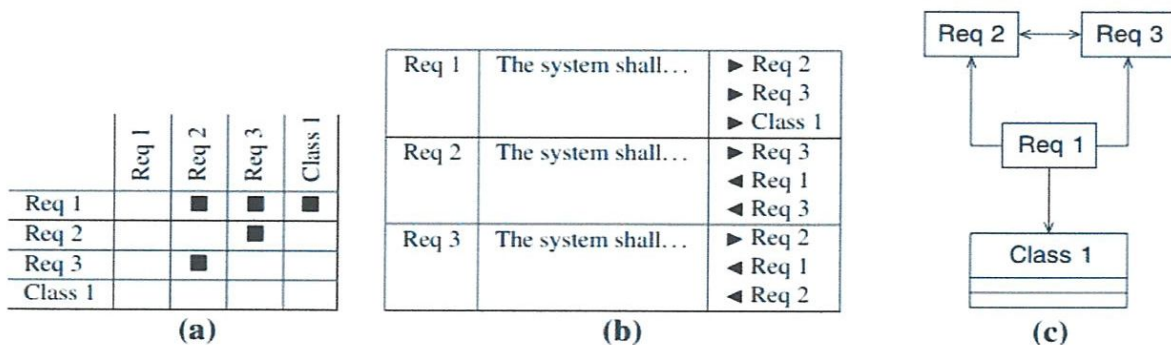 Req 1 Req 2 Req 3 Class 1
Req 1 ■ ■ ■
Req 2 ■
Req 3 ■
Class 1
(a)
Req 1 The system shall… ► Req 2
► Req 3
► Class 1
Req 2 The system shall… ► Req 3
◄ Req 1
◄ Req 3
Req 3 The system shall… ► Req 2
◄ Req 1
◄ Req 2
(b)
Req 2 Req 3
Req 1
Class 1
(c)